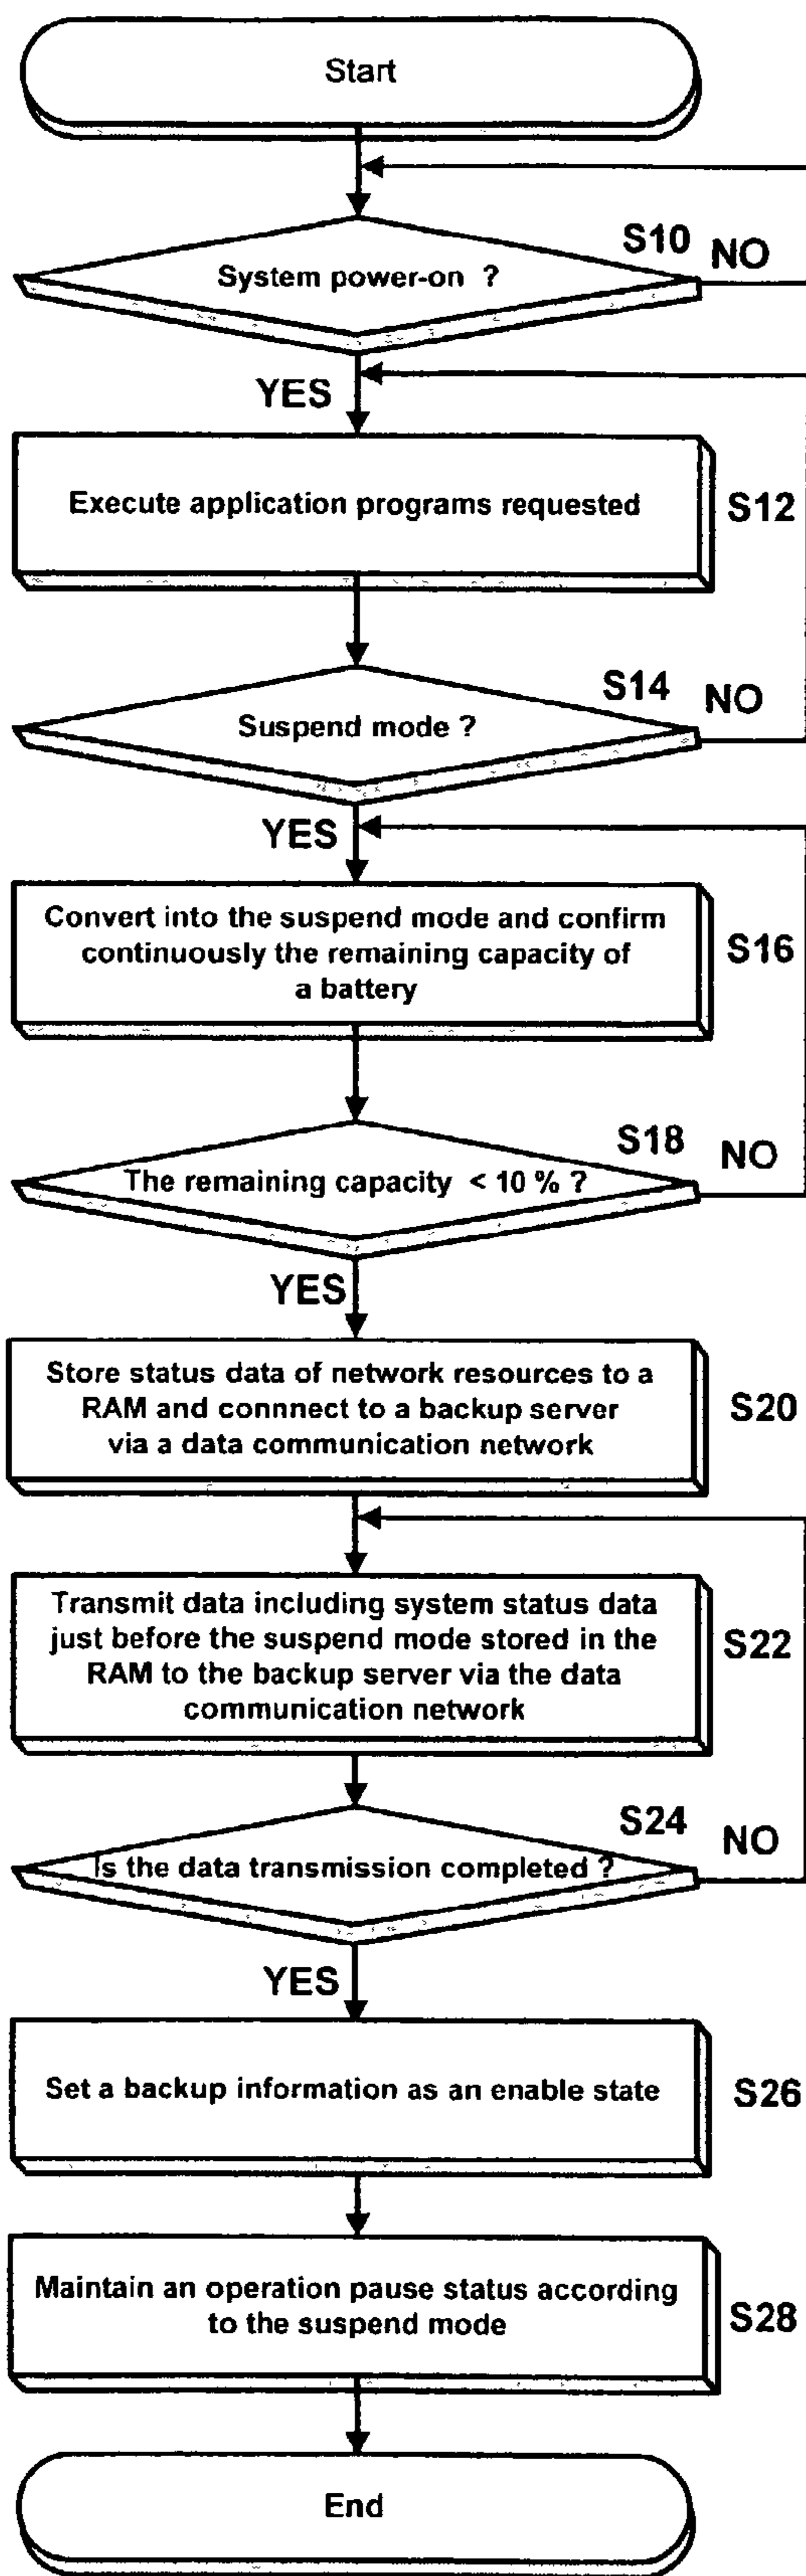 Start
System power-on ?
S10
NO
YES
Execute application programs requested
S12
Suspend mode ?
S14
NO
YES
Convert into the suspend mode and confirm
continuously the remaining capacity of
a battery
S16
The remaining capacity < 10 % ?
S18
NO
YES
Store status data of network resources to a
RAM and connnect to a backup server
via a data communication network
S20
Transmit data including system status data
just before the suspend mode stored in the
RAM to the backup server via the data
communication network
S22
Is the data transmission completed ?
S24
NO
YES
Set a backup information as an enable state
S26
Maintain an operation pause status according
to the suspend mode
S28
End